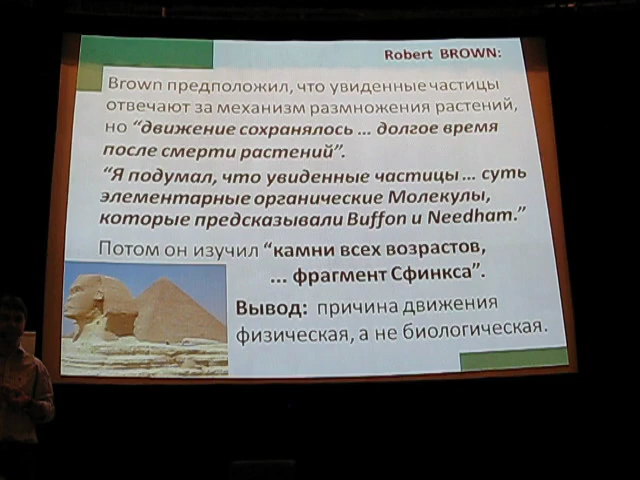 Robert BROWN:
Brown предположил, что увиденные частицы
отвечают за механизм размножения растений,
но “движение сохранялось ... долгое время
после смерти растений”.
“Я подумал, что увиденные частицы ... суть
элементарные органические Молекулы,
которые предсказывали Buffon и Needham.”
Потом он изучил “камни всех возрастов,
... фрагмент Сфинкса”.
Вывод: причина движения
физическая, а не биологическая.